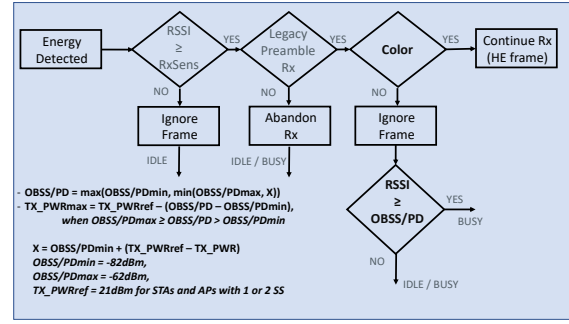 Energy
Detected
RSSI
≥
RxSens
YES
Legacy
Preamble
Rx
YES
Color
YES
Continue Rx
(HE frame)
NO
NO
NO
Ignore
Frame
Abandon
Rx
Ignore
Frame
IDLE
IDLE / BUSY
RSSI
≥
OBSS/PD
YES
BUSY
NO
IDLE / BUSY
- OBSS/PD = max(OBSS/PDmin, min(OBSS/PDmax, X))
- TX_PWRmax = TX_PWRref – (OBSS/PD – OBSS/PDmin),
when OBSS/PDmax ≥ OBSS/PD > OBSS/PDmin
X = OBSS/PDmin + (TX_PWRref – TX_PWR)
OBSS/PDmin = -82dBm,
OBSS/PDmax = -62dBm,
TX_PWRref = 21dBm for STAs and APs with 1 or 2 SS